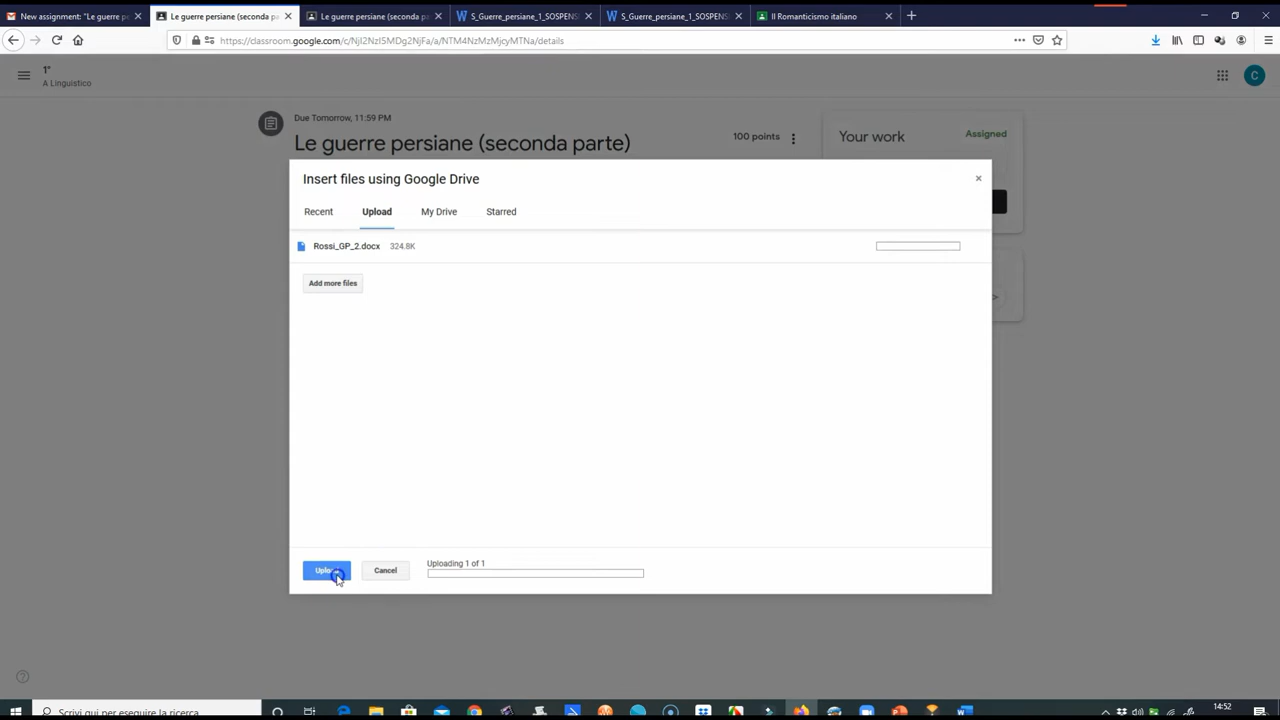 New assignment: "Le guerre pe
Le guerre persiane (seconda pa
Le guerre persiane (seconda pa
S_Guerre_persiane_1_SOSPENS
S_Guerre_persiane_1_SOSPENS
Il Romanticismo italiano
https://classroom.google.com/c/NjI2NzI5MDg2NjFa/a/NTM4NzMzMjcyMTNa/details
1°
A Linguistico
C
Due Tomorrow, 11:59 PM
Le guerre persiane (seconda parte)
100 points
Your work
Assigned
Insert files using Google Drive
Recent
Upload
My Drive
Starred
Rossi_GP_2.docx 324.8K
Add more files
Upload
Cancel
Uploading 1 of 1
Scrivi qui per eseguire la ricerca
14:52